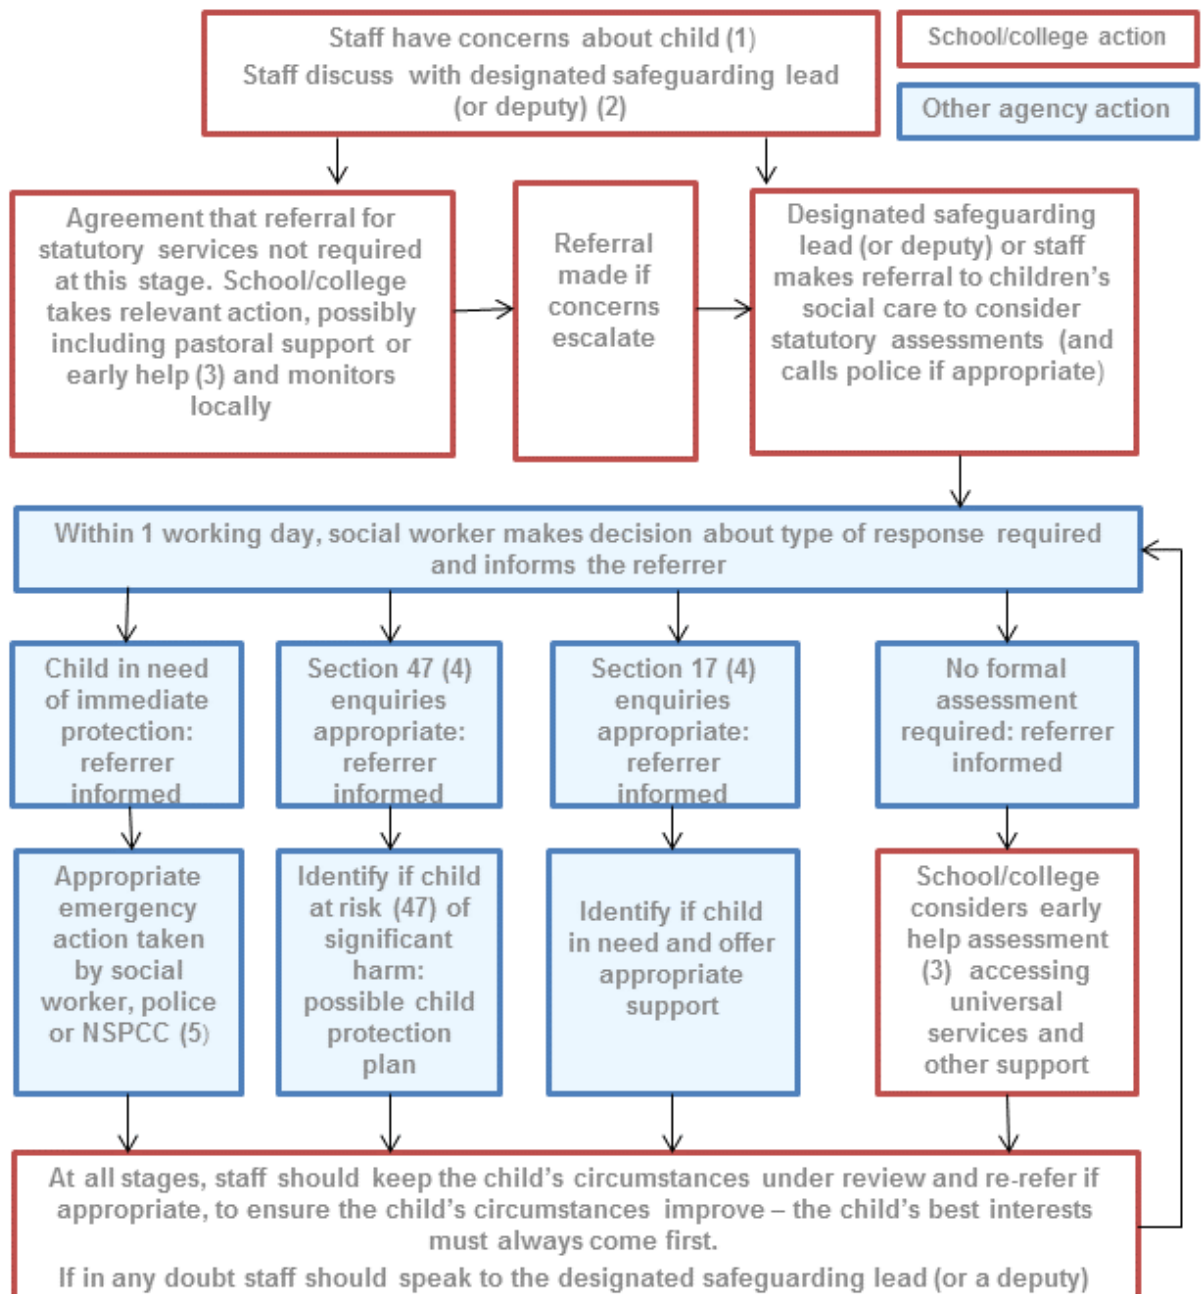 Staff have concerns about child (1)
Staff discuss with designated safeguarding lead
(or deputy) (2)
School/college action
Other agency action
Agreement that referral for
statutory services not required
at this stage. School/college
takes relevant action, possibly
including pastoral support or
early help (3) and monitors
locally
Referral
made if
concerns
escalate
Designated safeguarding
lead (or deputy) or staff
makes referral to children's
social care to consider
statutory assessments (and
calls police if appropriate)
Within 1 working day, social worker makes decision about type of response required
and informs the referrer
Child in need
of immediate
protection:
referrer
informed
Section 47 (4)
enquiries
appropriate:
referrer
informed
Section 17 (4)
enquiries
appropriate:
referrer
informed
No formal
assessment
required: referrer
informed
Appropriate
emergency
action taken
by social
worker, police
or NSPCC (5)
Identify if child
at risk (47) of
significant
harm:
possible child
protection
plan
Identify if child
in need and offer
appropriate
support
School/college
considers early
help assessment
(3) accessing
universal
services and
other support
At all stages, staff should keep the child's circumstances under review and re-refer if
appropriate, to ensure the child's circumstances improve – the child's best interests
must always come first.
If in any doubt staff should speak to the designated safeguarding lead (or a deputy)